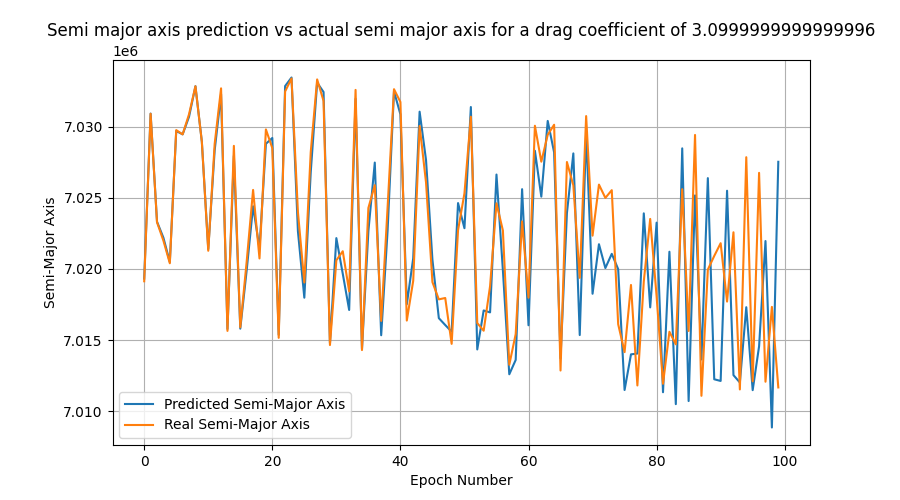 Semi major axis prediction vs actual semi major axis for a drag coefficient of 3.0999999999999996
1e6
7.030
7.025
7.020
7.015
7.010
Semi-Major Axis
Predicted Semi-Major Axis
Real Semi-Major Axis
0 20 40 60 80 100
Epoch Number